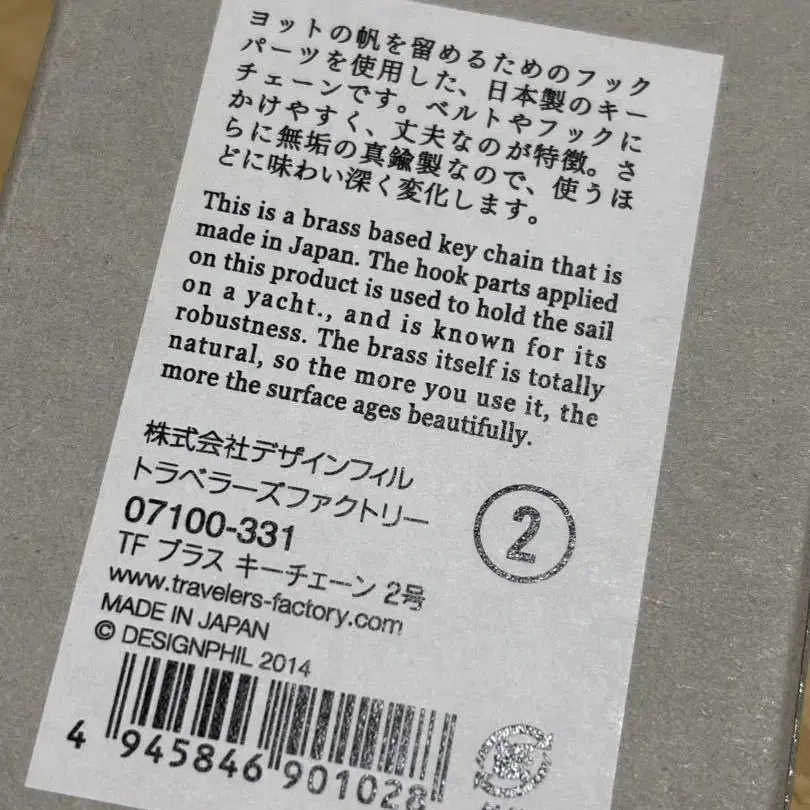 ヨットの帆を留めるためのフック
パーツを使用した、日本製のキー
チェーンです。ベルトやフックに
かけやすく、丈夫なのが特徴。さ
らに無垢の真鍮製なので、使うほ
どに味わい深く変化します。
This is a brass based key chain that is
made in Japan. The hook parts applied
on this product is used to hold the sail
on a yacht., and is known for its
robustness. The brass itself is totally
natural, so the more you use it, the
more the surface ages beautifully.
株式会社デザインフィル
トラベラーズファクトリー
07100-331
TF ブラス キーチェーン 2号
www.travelers-factory.com
MADE IN JAPAN
© DESIGNPHIL 2014
2
4 945846 901028